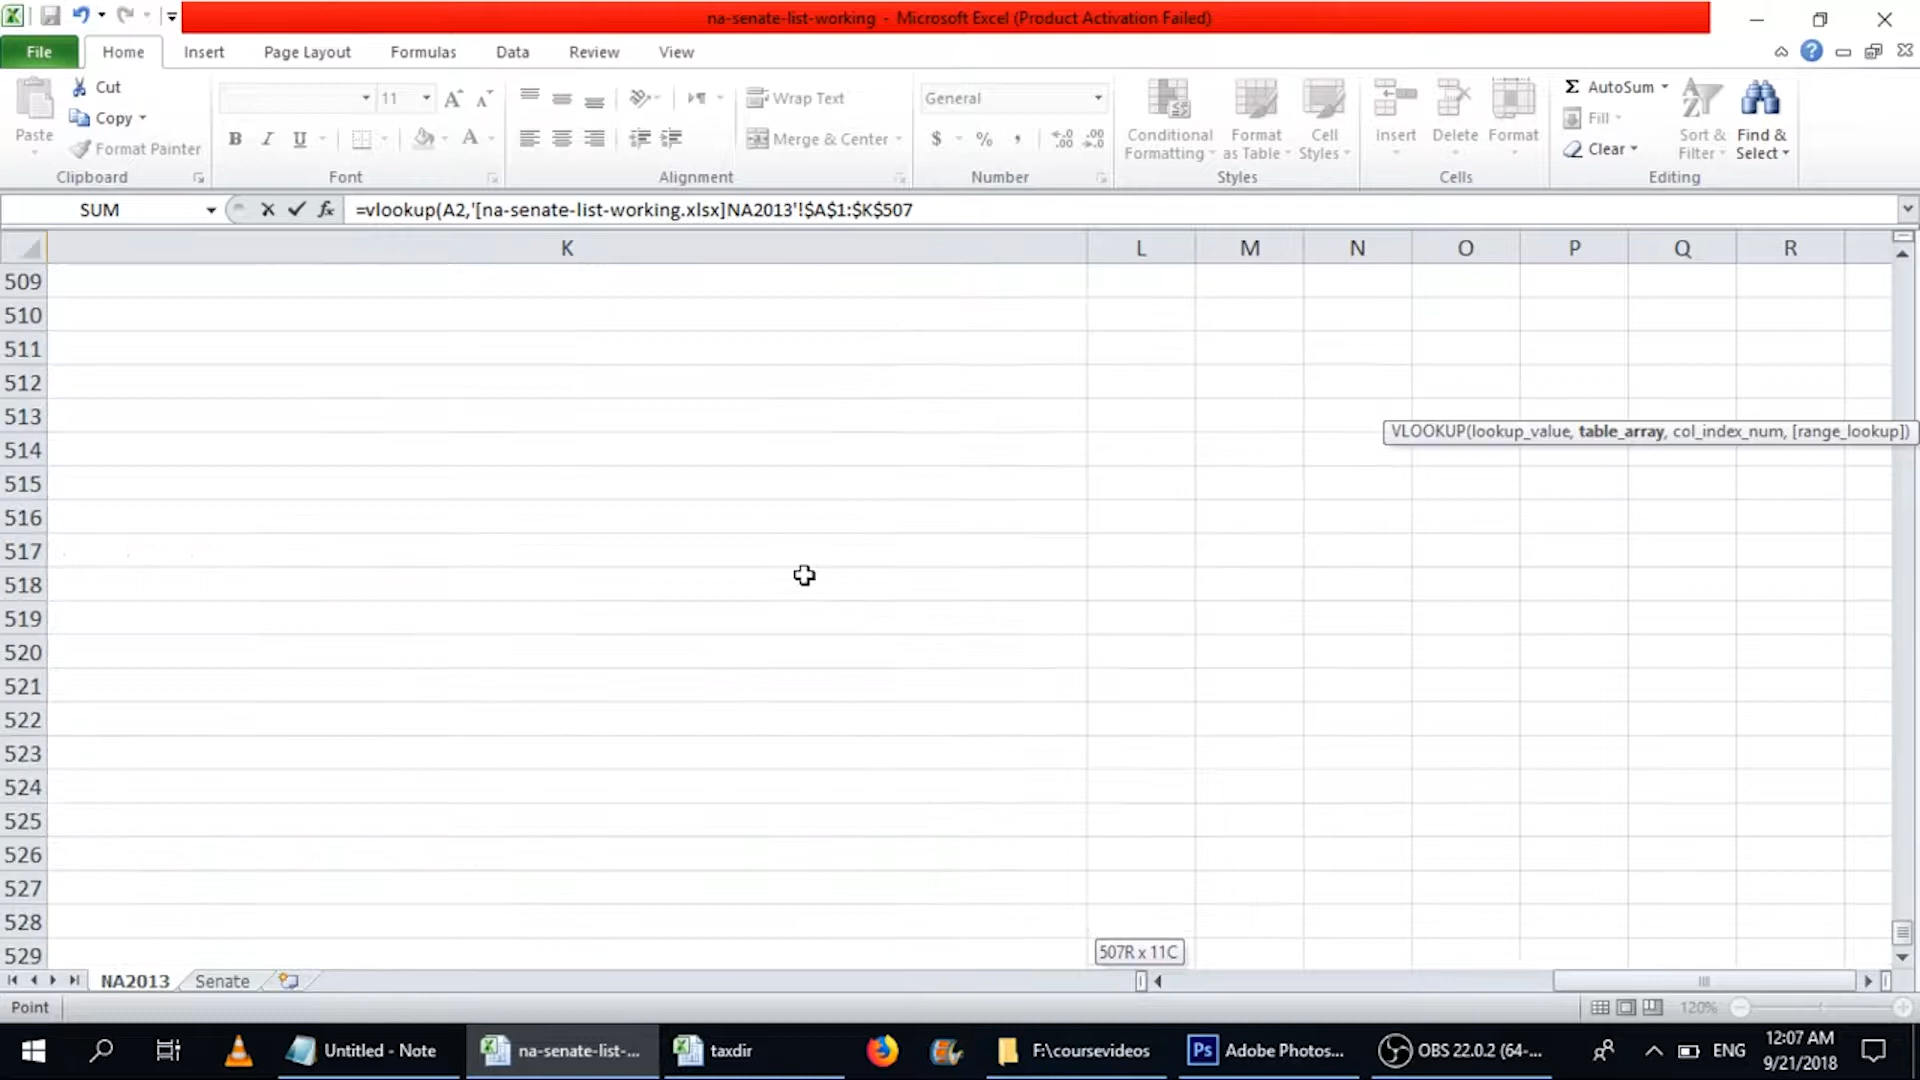 na-senate-list-working - Microsoft Excel (Product Activation Failed)
File Home Insert Page Layout Formulas Data Review View
Paste
Cut
Copy
Format Painter
Clipboard
11
B I U
Font
Wrap Text
Merge & Center
Alignment
General
$ % ,
Number
Conditional Formatting
Format as Table
Cell Styles
Styles
Insert Delete Format
Cells
Σ AutoSum
Fill
Clear
Sort & Filter
Find & Select
Editing
SUM fx =vlookup(A2,'[na-senate-list-working.xlsx]NA2013'!$A$1:$K$507
K L M N O P Q R
509
510
511
512
513
VLOOKUP(lookup_value, table_array, col_index_num, [range_lookup])
514
515
516
517
518
519
520
521
522
523
524
525
526
527
528
507R x 11C
529
NA2013 Senate
Point 120%
Untitled - Note na-senate-list-... taxdir F:\coursevideos Ps Adobe Photos... OBS 22.0.2 (64-... ENG 12:07 AM
9/21/2018